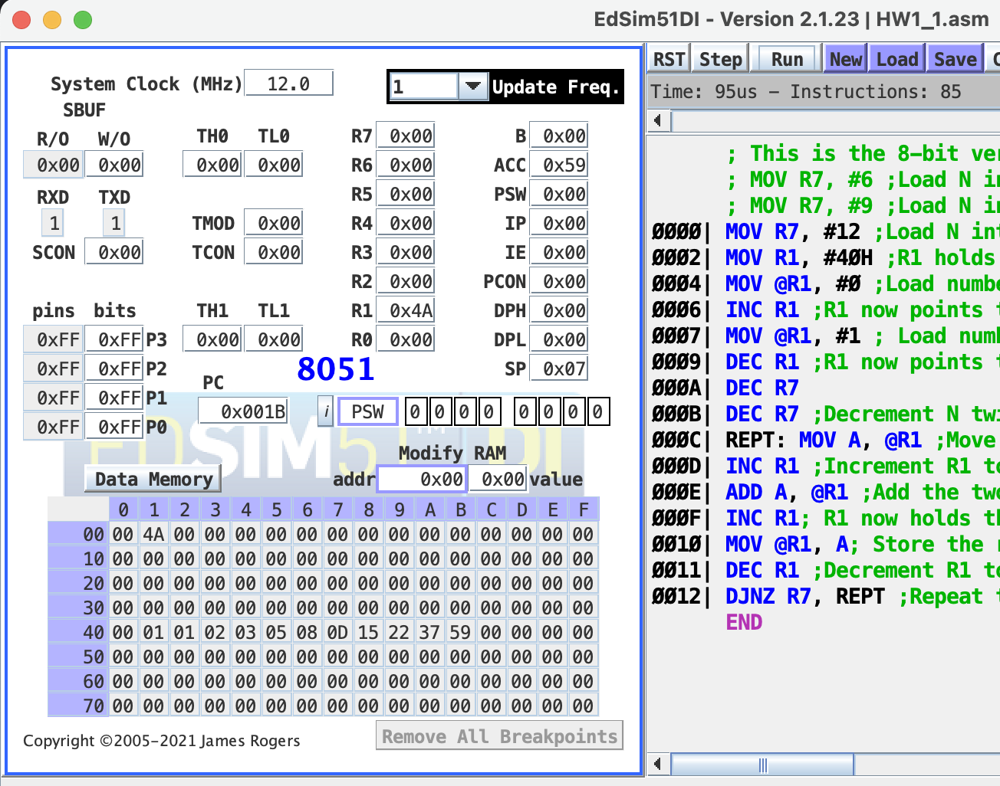 EdSim51DI - Version 2.1.23 | HW1_1.asm
System Clock (MHz) 12.0 1 Update Freq.
SBUF
R/O W/O TH0 TL0 R7 0x00 B 0x00
0x00 0x00 0x00 0x00 R6 0x00 ACC 0x59
RXD TXD R5 0x00 PSW 0x00
1 1 TMOD 0x00 R4 0x00 IP 0x00
SCON 0x00 TCON 0x00 R3 0x00 IE 0x00
R2 0x00 PCON 0x00
pins bits TH1 TL1 R1 0x4A DPH 0x00
0xFF 0xFF P3 0x00 0x00 R0 0x00 DPL 0x00
0xFF 0xFF P2 8051 SP 0x07
PC
0xFF 0xFF P1 0x001B i PSW 0 0 0 0 0 0 0 0
0xFF 0xFF P0
EDSIM51 DI
TM
Modify RAM
Data Memory addr 0x00 0x00 value
0 1 2 3 4 5 6 7 8 9 A B C D E F
00 00 4A 00 00 00 00 00 00 00 00 00 00 00 00 00 00
10 00 00 00 00 00 00 00 00 00 00 00 00 00 00 00 00
20 00 00 00 00 00 00 00 00 00 00 00 00 00 00 00 00
30 00 00 00 00 00 00 00 00 00 00 00 00 00 00 00 00
40 00 01 01 02 03 05 08 0D 15 22 37 59 00 00 00 00
50 00 00 00 00 00 00 00 00 00 00 00 00 00 00 00 00
60 00 00 00 00 00 00 00 00 00 00 00 00 00 00 00 00
70 00 00 00 00 00 00 00 00 00 00 00 00 00 00 00 00
Copyright ©2005-2021 James Rogers Remove All Breakpoints
RST Step Run New Load Save
Time: 95us - Instructions: 85
; This is the 8-bit ver
; MOV R7, #6 ;Load N in
; MOV R7, #9 ;Load N in
0000| MOV R7, #12 ;Load N int
0002| MOV R1, #40H ;R1 holds
0004| MOV @R1, #0 ;Load numbe
0006| INC R1 ;R1 now points t
0007| MOV @R1, #1 ; Load numb
0009| DEC R1 ;R1 now points t
000A| DEC R7
000B| DEC R7 ;Decrement N twi
000C| REPT: MOV A, @R1 ;Move
000D| INC R1 ;Increment R1 to
000E| ADD A, @R1 ;Add the two
000F| INC R1; R1 now holds th
0010| MOV @R1, A; Store the r
0011| DEC R1 ;Decrement R1 to
0012| DJNZ R7, REPT ;Repeat t
END